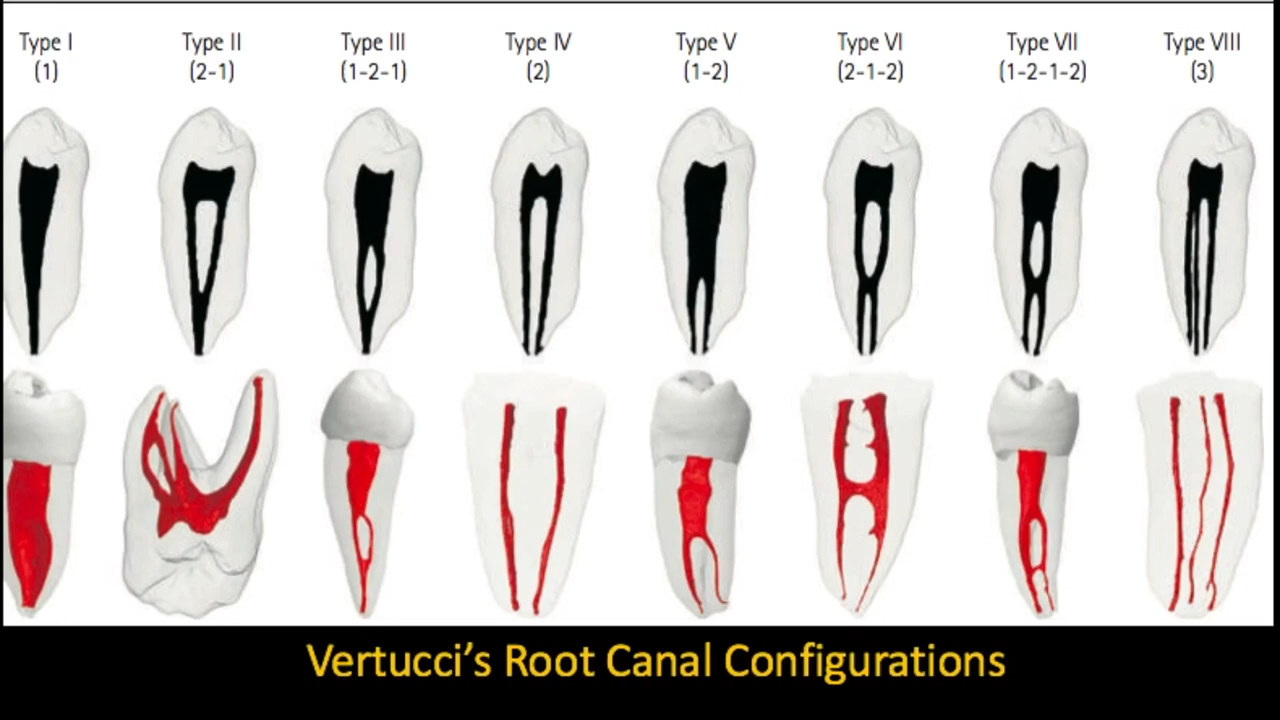 Type I
(1)
Type II
(2-1)
Type III
(1-2-1)
Type IV
(2)
Type V
(1-2)
Type VI
(2-1-2)
Type VII
(1-2-1-2)
Type VIII
(3)
Vertucci’s Root Canal Configurations